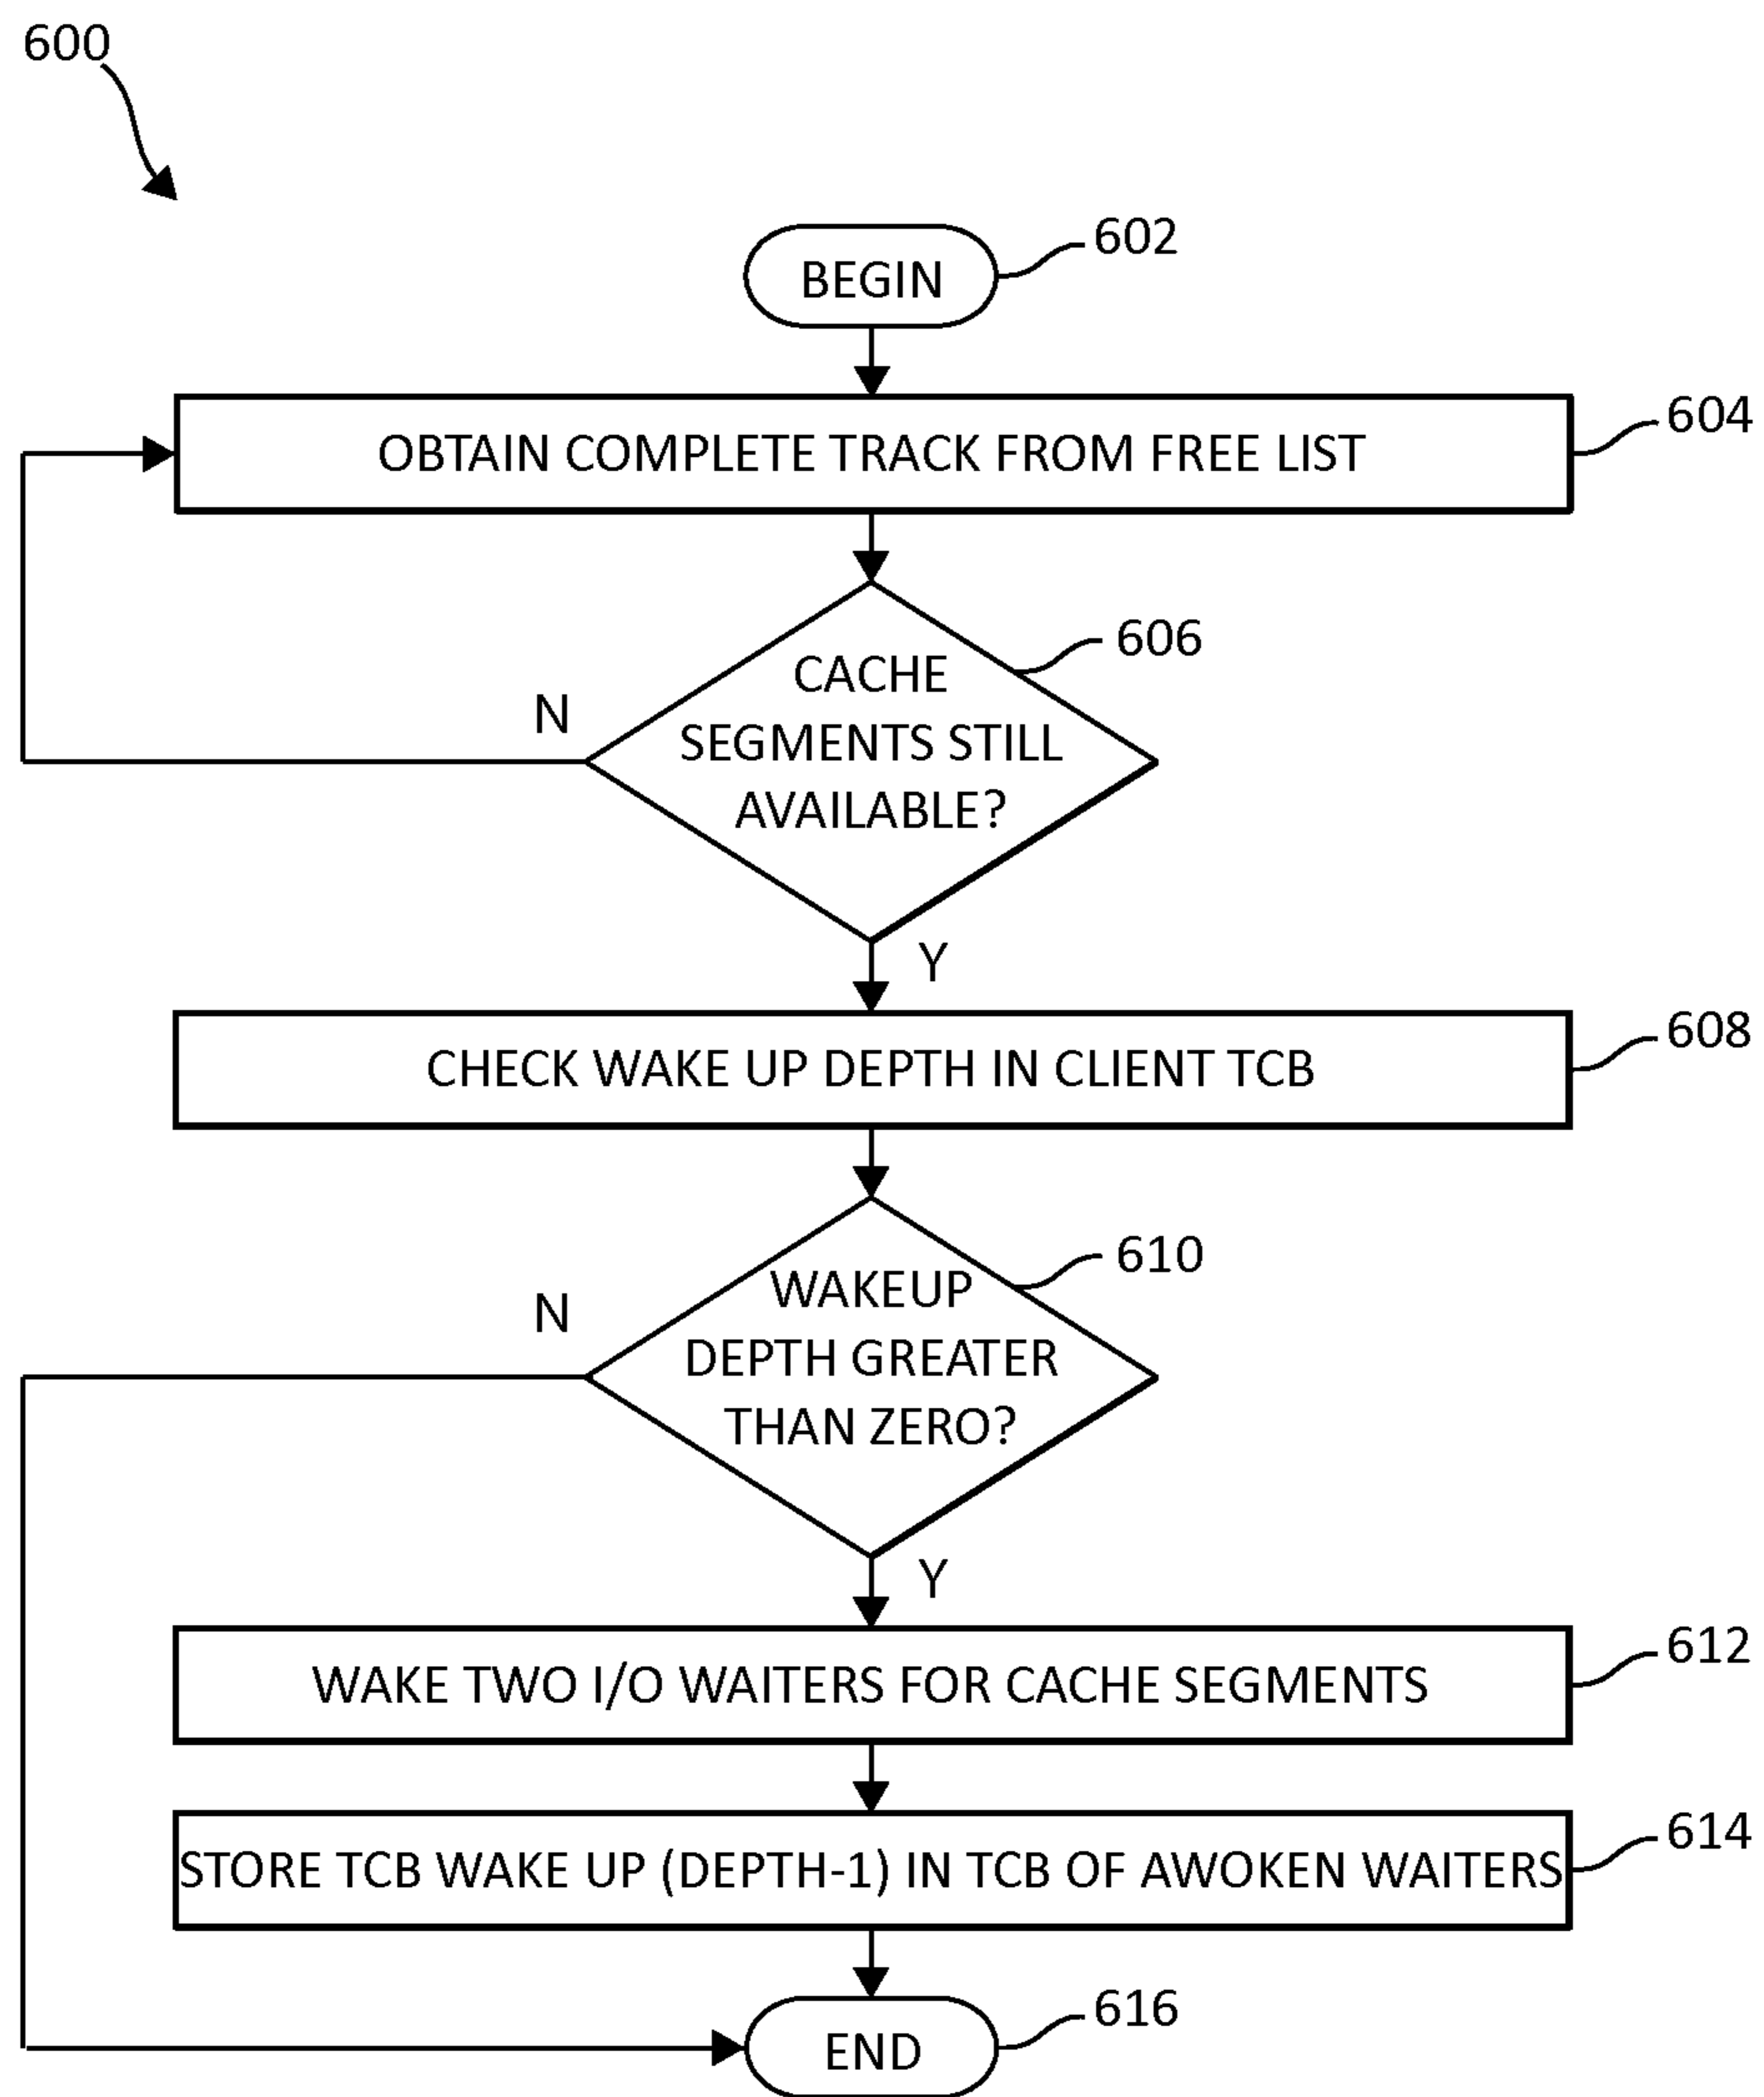 600
602
BEGIN
604
OBTAIN COMPLETE TRACK FROM FREE LIST
606
CACHE
SEGMENTS STILL
AVAILABLE?
N
Y
608
CHECK WAKE UP DEPTH IN CLIENT TCB
610
WAKEUP
DEPTH GREATER
THAN ZERO?
N
Y
612
WAKE TWO I/O WAITERS FOR CACHE SEGMENTS
614
STORE TCB WAKE UP (DEPTH-1) IN TCB OF AWOKEN WAITERS
616
END